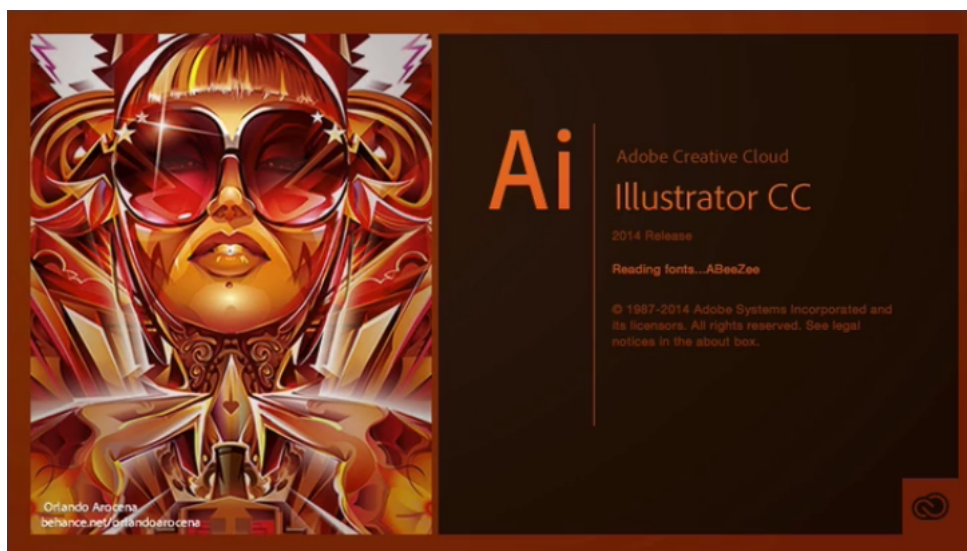 Orlando Arocena
behance.net/orlandoarocena
Ai
Adobe Creative Cloud
Illustrator CC
2014 Release
Reading fonts...ABeeZee
© 1987-2014 Adobe Systems Incorporated and
its licensors. All rights reserved. See legal
notices in the about box.